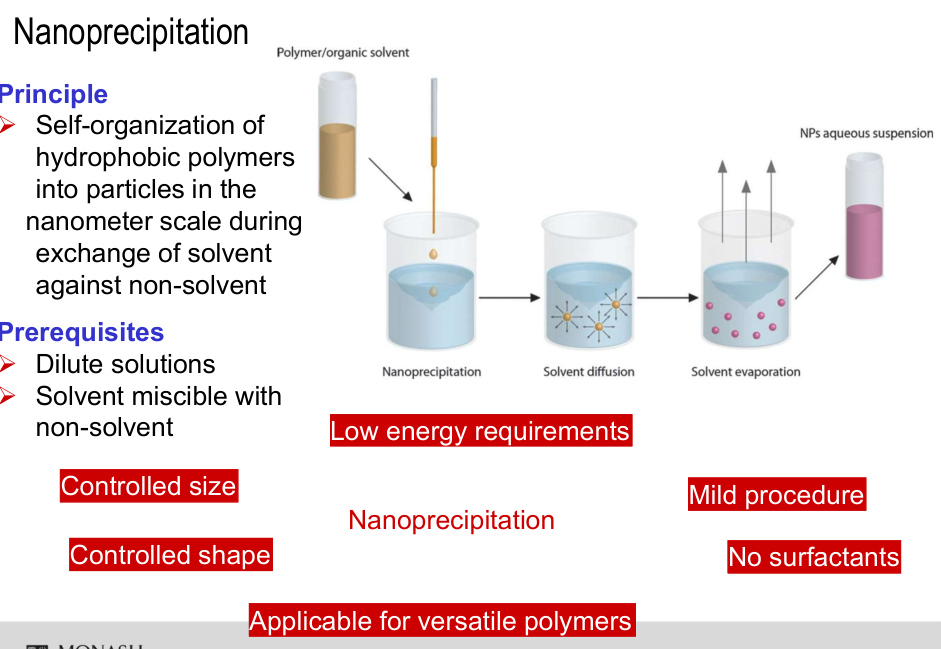 Nanoprecipitation
Polymer/organic solvent
Principle
Self-organization of
hydrophobic polymers
into particles in the
nanometer scale during
exchange of solvent
against non-solvent
NPs aqueous suspension
Prerequisites
Dilute solutions
Solvent miscible with
non-solvent
Nanoprecipitation
Solvent diffusion
Solvent evaporation
Low energy requirements
Controlled size
Mild procedure
Nanoprecipitation
Controlled shape
No surfactants
Applicable for versatile polymers
MONASH